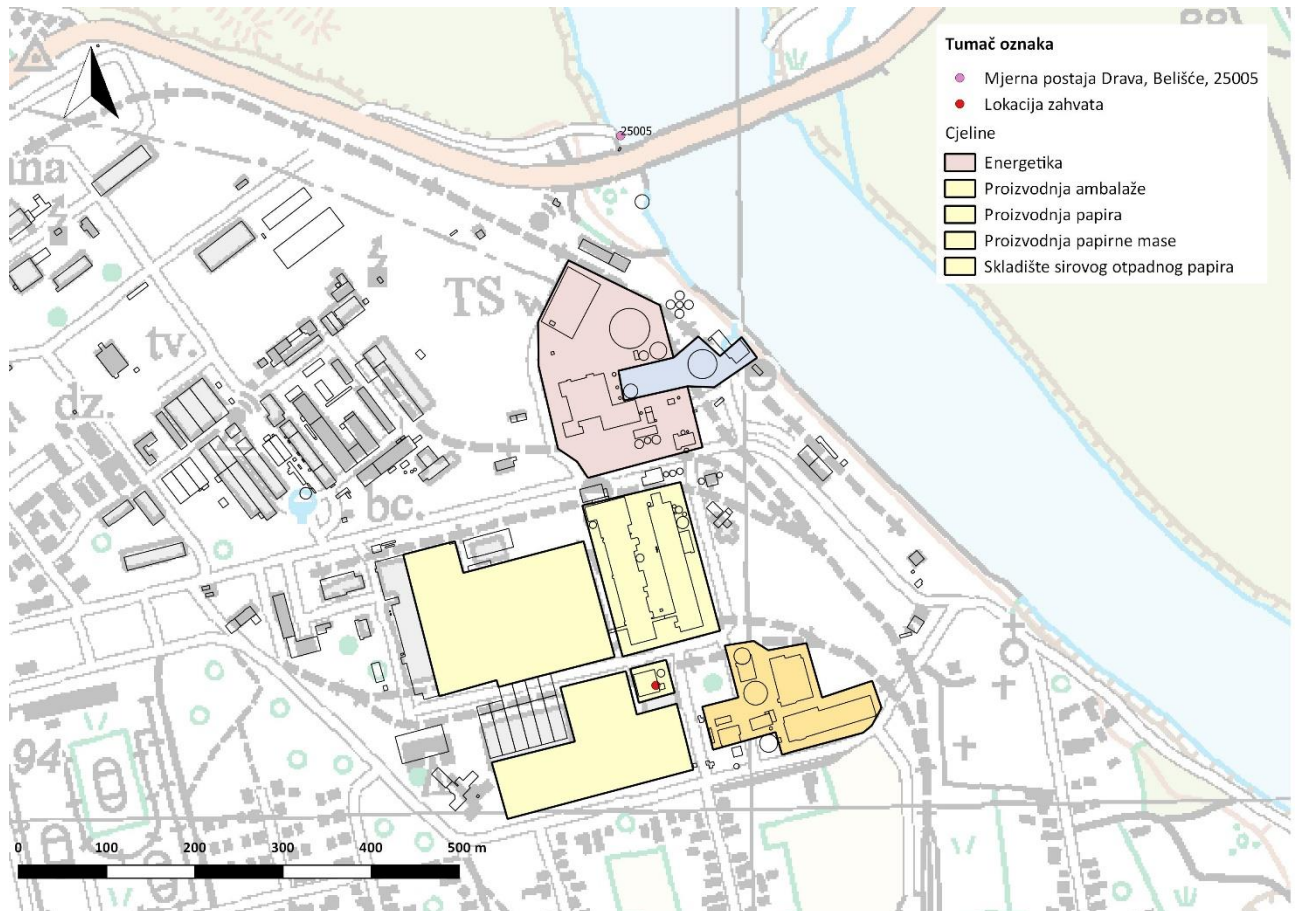 Tumač oznaka
Mjerna postaja Drava, Belišće, 25005
Lokacija zahvata
Cjeline
Energetika
Proizvodnja ambalaže
Proizvodnja papira
Proizvodnja papirne mase
Skladište sirovog otpadnog papira
25005
na
TS
tv.
dz.
bc.
94
0 100 200 300 400 500 m